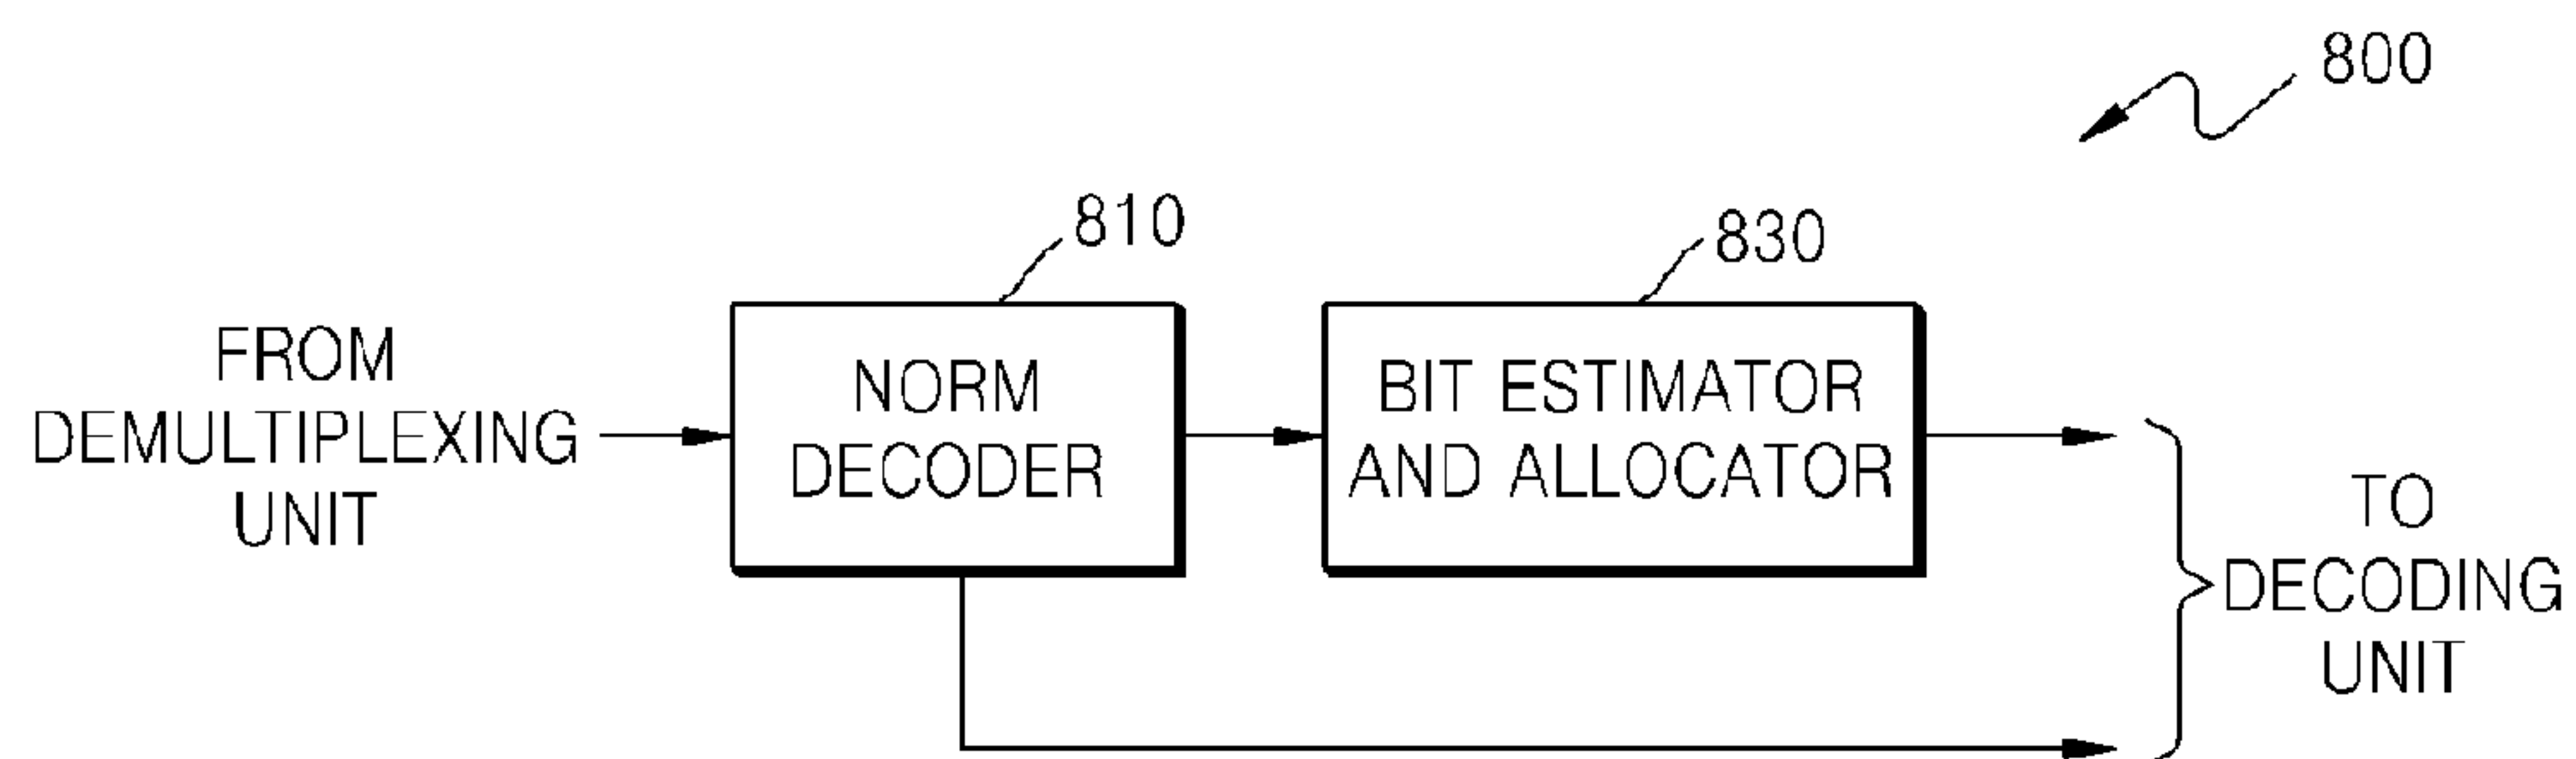 800
810
830
FROM
DEMULTIPLEXING
UNIT
NORM
DECODER
BIT ESTIMATOR
AND ALLOCATOR
TO
DECODING
UNIT